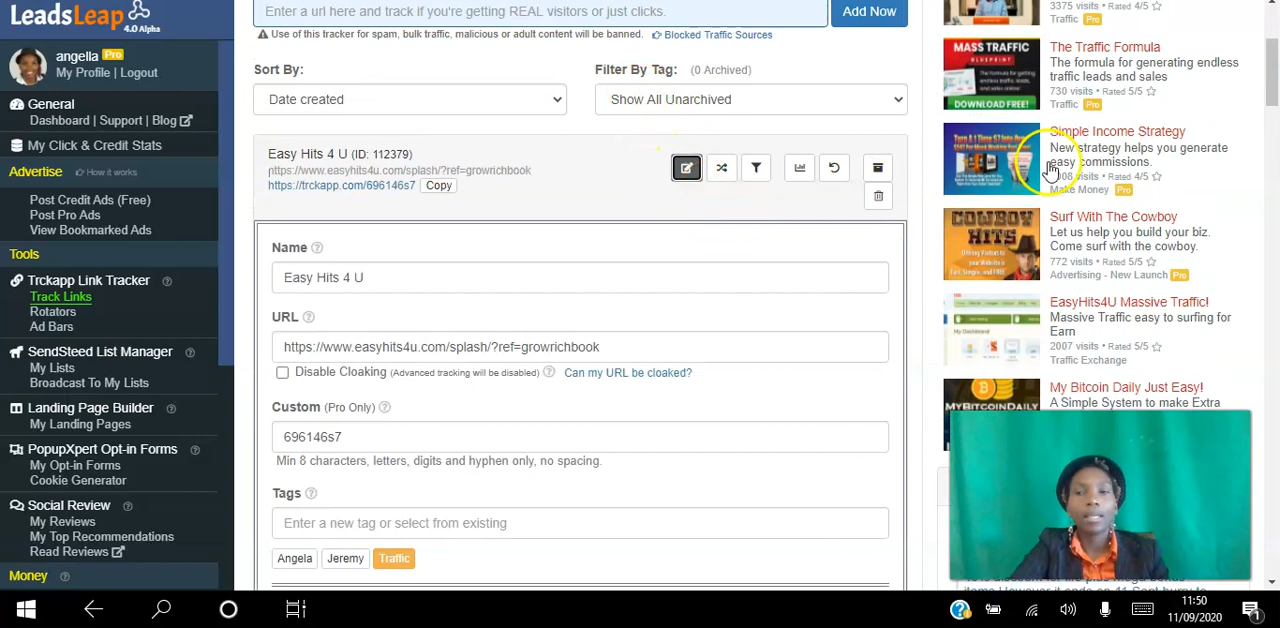 LeadsLeap
4.0 Alpha
angella Pro
My Profile | Logout
General
Dashboard | Support | Blog
My Click & Credit Stats
Advertise How it works
Post Credit Ads (Free)
Post Pro Ads
View Bookmarked Ads
Tools
Trckapp Link Tracker
Track Links
Rotators
Ad Bars
SendSteed List Manager
My Lists
Broadcast To My Lists
Landing Page Builder
My Landing Pages
PopupXpert Opt-in Forms
My Opt-in Forms
Cookie Generator
Social Review
My Reviews
My Top Recommendations
Read Reviews
Money
Enter a url here and track if you're getting REAL visitors or just clicks.
Add Now
Use of this tracker for spam, bulk traffic, malicious or adult content will be banned. Blocked Traffic Sources
Sort By:
Date created
Filter By Tag: (0 Archived)
Show All Unarchived
Easy Hits 4 U (ID: 112379)
https://www.easyhits4u.com/splash/?ref=growrichbook
https://trckapp.com/696146s7 Copy
Name
Easy Hits 4 U
URL
https://www.easyhits4u.com/splash/?ref=growrichbook
Disable Cloaking (Advanced tracking will be disabled) Can my URL be cloaked?
Custom (Pro Only)
696146s7
Min 8 characters, letters, digits and hyphen only, no spacing.
Tags
Enter a new tag or select from existing
Angela Jeremy Traffic
3375 visits • Rated 4/5
Traffic Pro
MASS TRAFFIC
BLUEPRINT
DOWNLOAD FREE!
The Traffic Formula
The formula for generating endless
traffic leads and sales
730 visits • Rated 5/5
Traffic Pro
Simple Income Strategy
New strategy helps you generate
easy commissions.
visits • Rated 4/5
Make Money Pro
COWBOY
HITS
Surf With The Cowboy
Let us help you build your biz.
Come surf with the cowboy.
772 visits • Rated 5/5
Advertising - New Launch Pro
EasyHits4U Massive Traffic!
Massive Traffic easy to surfing for
Earn
2007 visits • Rated 5/5
Traffic Exchange
MYBITCOINDAILY
My Bitcoin Daily Just Easy!
A Simple System to make Extra
11:50
11/09/2020